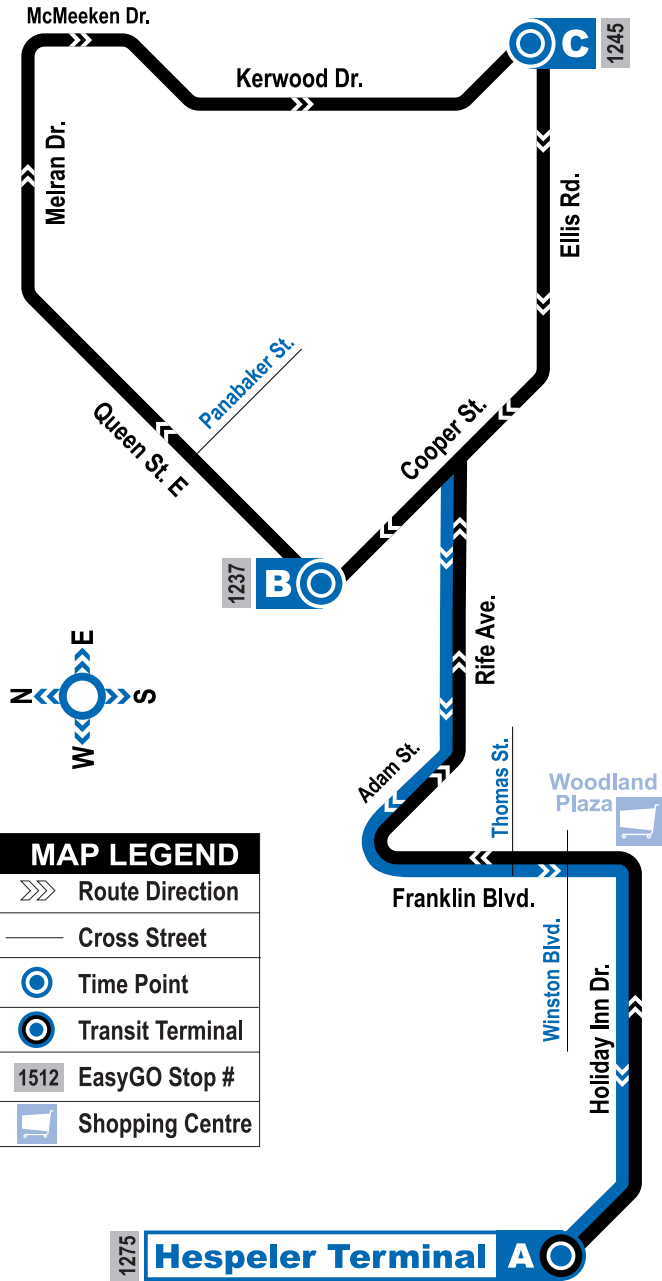 McMeeken Dr.
Kerwood Dr.
C
1245
Melran Dr.
Ellis Rd.
Panabaker St.
Queen St. E
Cooper St.
1237
B
Rife Ave.
N
E
S
W
Adam St.
Thomas St.
Woodland
Plaza
Franklin Blvd.
Winston Blvd.
Holiday Inn Dr.
MAP LEGEND
Route Direction
Cross Street
Time Point
Transit Terminal
1512 EasyGO Stop #
Shopping Centre
1275
Hespeler Terminal A